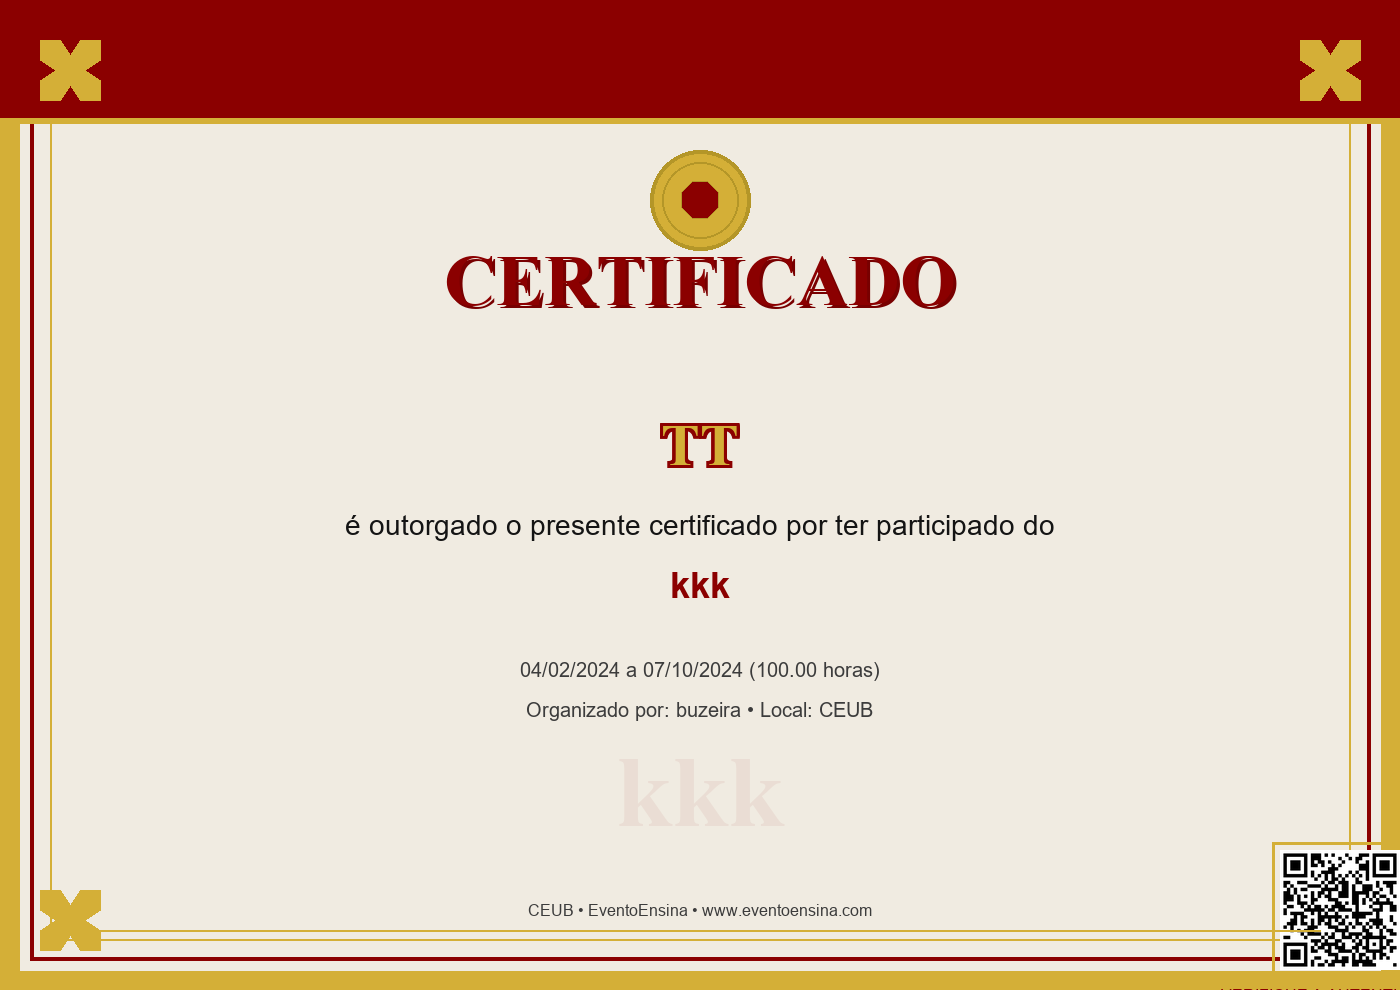 CERTIFICADO
TT
é outorgado o presente certificado por ter participado do
kkk
04/02/2024 a 07/10/2024 (100.00 horas)
Organizado por: buzeira • Local: CEUB
kkk
CEUB • EventoEnsina • www.eventoensina.com